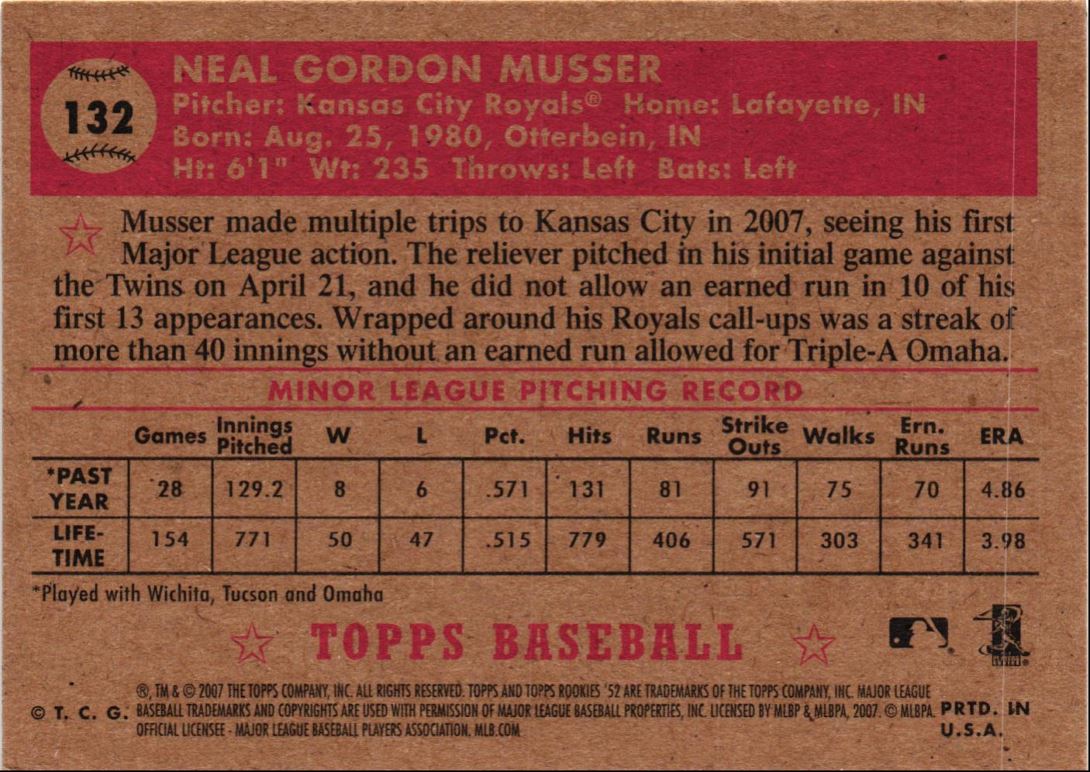 132
NEAL GORDON MUSSER
Pitcher: Kansas City Royals® Home: Lafayette, IN
Born: Aug. 25, 1980, Otterbein, IN
Ht: 6'1" Wt: 235 Throws: Left Bats: Left
Musser made multiple trips to Kansas City in 2007, seeing his first
Major League action. The reliever pitched in his initial game against
the Twins on April 21, and he did not allow an earned run in 10 of his
first 13 appearances. Wrapped around his Royals call-ups was a streak of
more than 40 innings without an earned run allowed for Triple-A Omaha.
MINOR LEAGUE PITCHING RECORD
Games Innings Pitched W L Pct. Hits Runs Strike Outs Walks Ern. Runs ERA
*PAST YEAR 28 129.2 8 6 .571 131 81 91 75 70 4.86
LIFE-TIME 154 771 50 47 .515 779 406 571 303 341 3.98
*Played with Wichita, Tucson and Omaha
TOPPS BASEBALL
®, TM & © 2007 THE TOPPS COMPANY, INC. ALL RIGHTS RESERVED. TOPPS AND TOPPS ROOKIES '52 ARE TRADEMARKS OF THE TOPPS COMPANY, INC. MAJOR LEAGUE
© T. C. G. BASEBALL TRADEMARKS AND COPYRIGHTS ARE USED WITH PERMISSION OF MAJOR LEAGUE BASEBALL PROPERTIES, INC. LICENSED BY MLBP & MLBPA, 2007. © MLBPA. PRTD. IN
OFFICIAL LICENSEE - MAJOR LEAGUE BASEBALL PLAYERS ASSOCIATION. MLB.COM U.S.A.